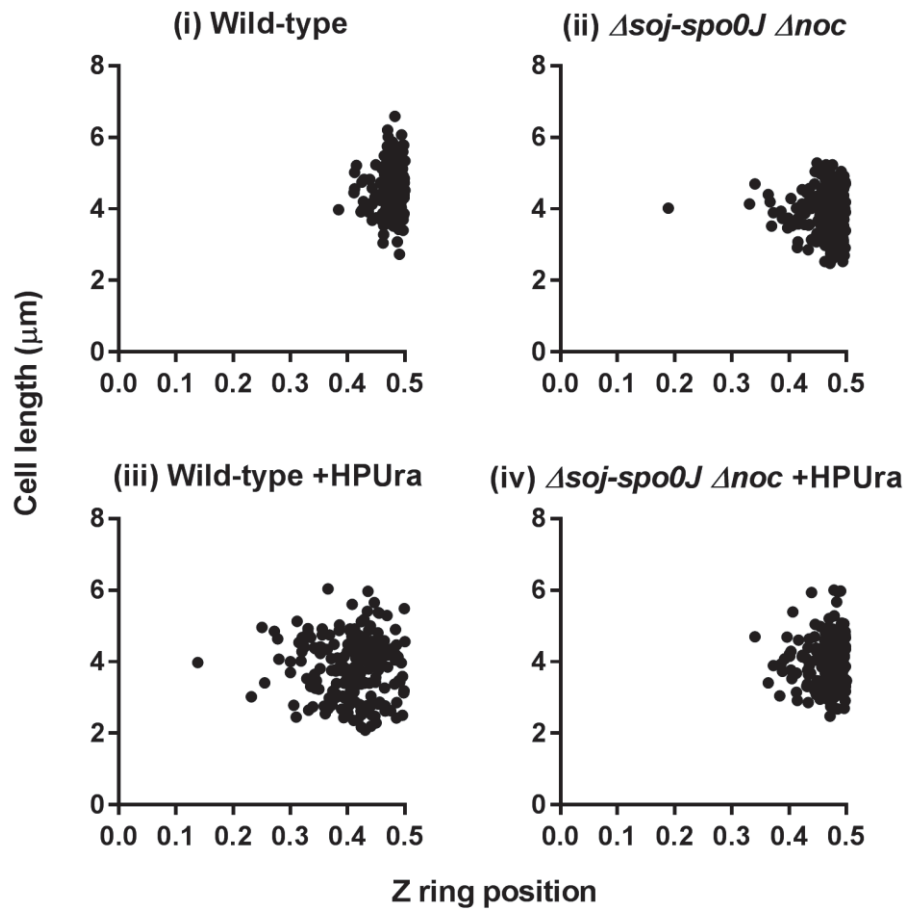 (i) Wild-type
(ii) Δsoj-spo0J Δnoc
8
6
4
2
0
0.0 0.1 0.2 0.3 0.4 0.5
8
6
4
2
0
0.0 0.1 0.2 0.3 0.4 0.5
Cell length (μm)
(iii) Wild-type +HPUra
(iv) Δsoj-spo0J Δnoc +HPUra
8
6
4
2
0
0.0 0.1 0.2 0.3 0.4 0.5
8
6
4
2
0
0.0 0.1 0.2 0.3 0.4 0.5
Z ring position